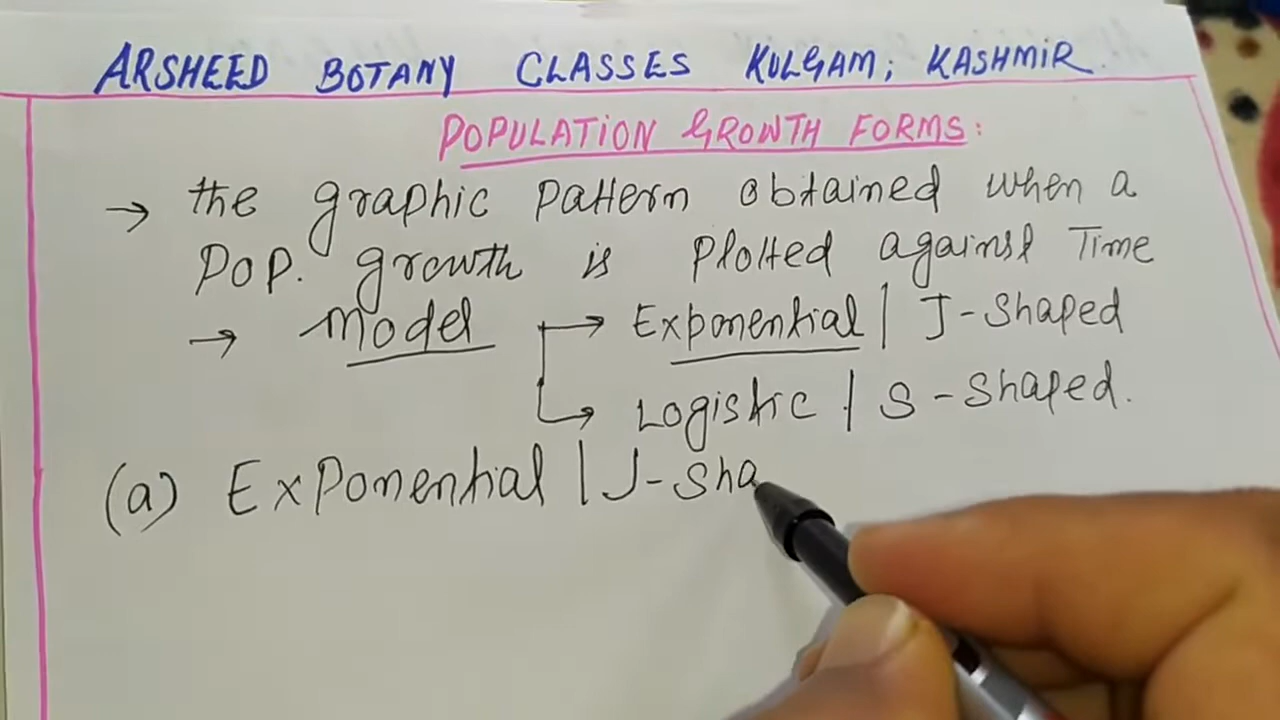 ARSHEED BOTANY CLASSES KULGAM; KASHMIR.
POPULATION GROWTH FORMS:
→ the graphic pattern obtained when a
Pop. growth is Plotted against Time
→ Model → Exponential | J-Shaped
→ Logistic | S-Shaped.
(a) Exponential | J-Sha